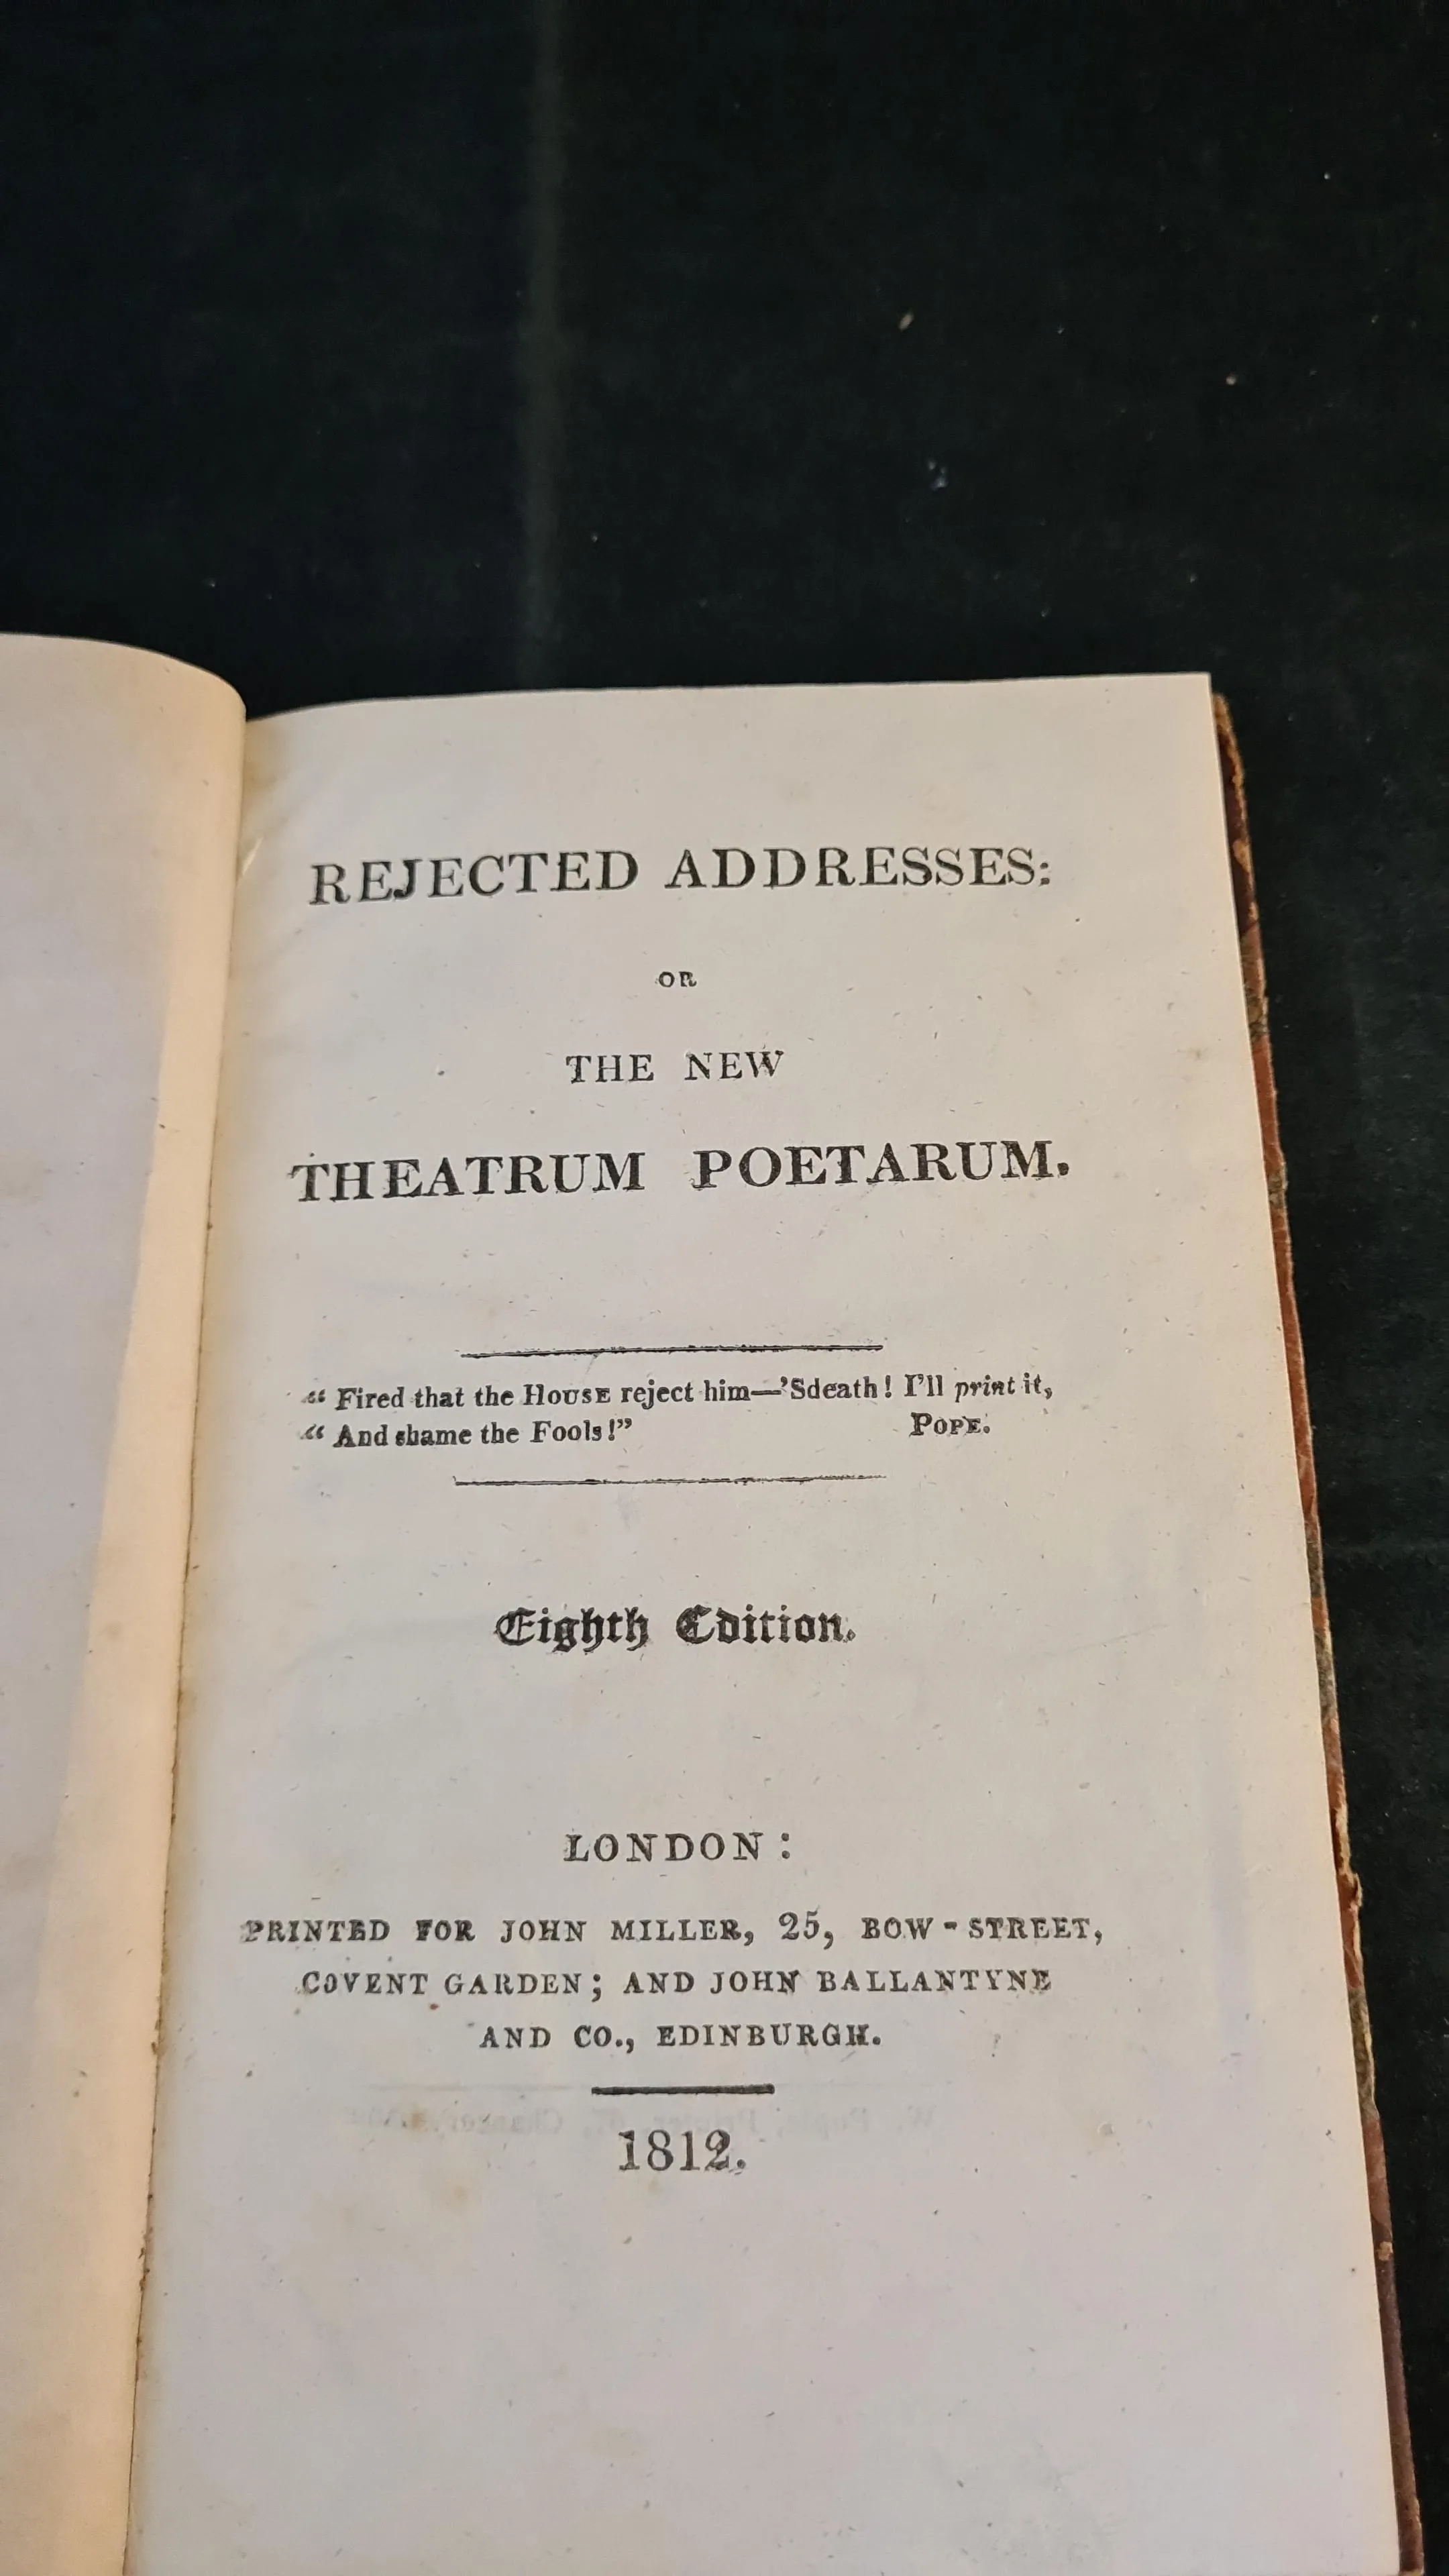 REJECTED ADDRESSES:
OR
THE NEW
THEATRUM POETARUM.
“ Fired that the HOUSE reject him—’Sdeath! I’ll print it,
“ And shame the Fools!” POPE.
Eighth Edition.
LONDON:
PRINTED FOR JOHN MILLER, 25, BOW-STREET,
COVENT GARDEN; AND JOHN BALLANTYNE
AND CO., EDINBURGH.
1812.